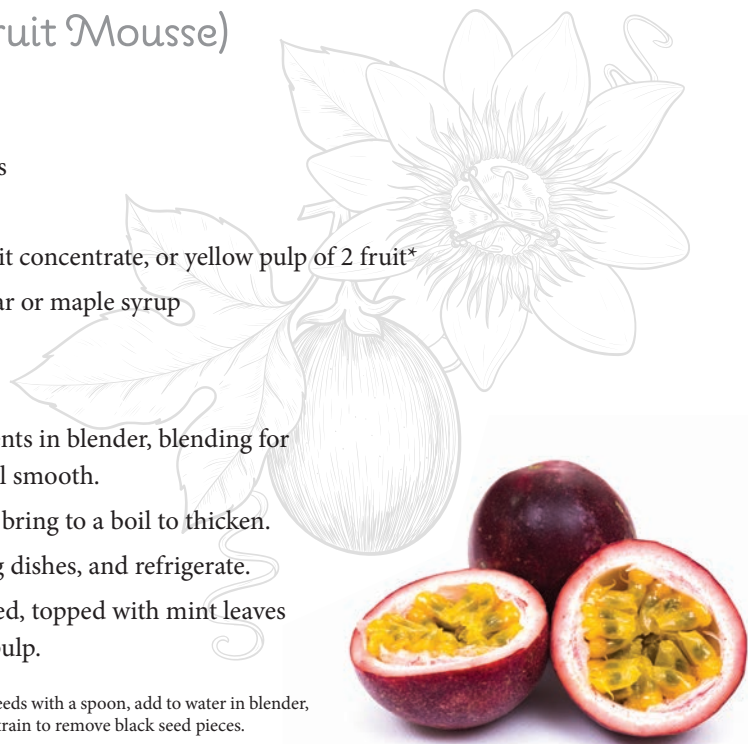 ruit Mousse)
s
it concentrate, or yellow pulp of 2 fruit*
ar or maple syrup
nts in blender, blending for
l smooth.
bring to a boil to thicken.
g dishes, and refrigerate.
ed, topped with mint leaves
ulp.
eeds with a spoon, add to water in blender,
train to remove black seed pieces.